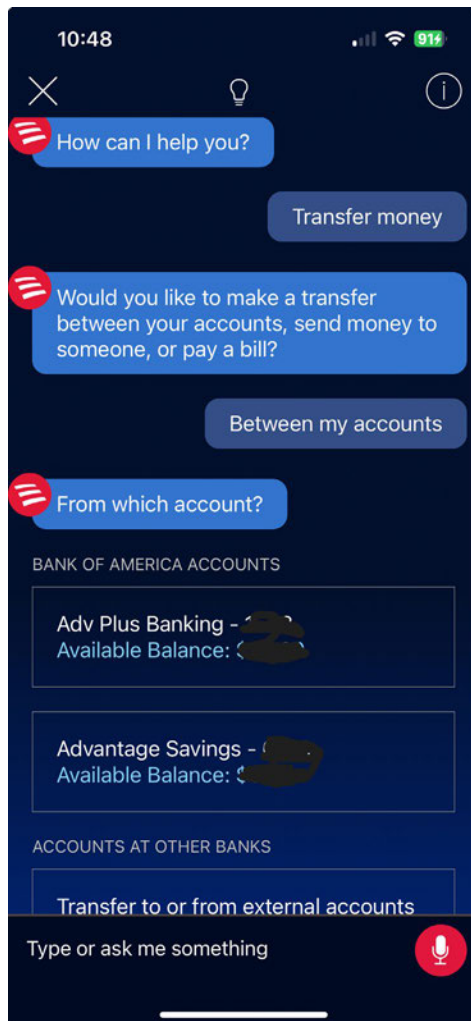 10:48
91
How can I help you?
Transfer money
Would you like to make a transfer
between your accounts, send money to
someone, or pay a bill?
Between my accounts
From which account?
BANK OF AMERICA ACCOUNTS
Adv Plus Banking -
Available Balance: $
Advantage Savings -
Available Balance: $
ACCOUNTS AT OTHER BANKS
Transfer to or from external accounts
Type or ask me something